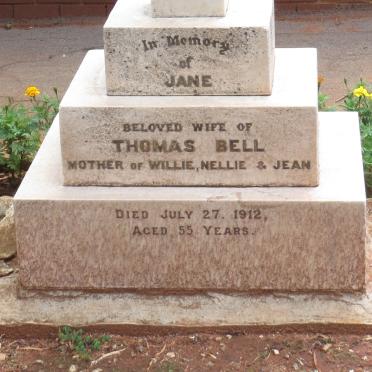 In Memory
of
JANE
BELOVED WIFE OF
THOMAS BELL
MOTHER OF WILLIE, NELLIE & JEAN
DIED JULY 27. 1912,
AGED 55 YEARS.